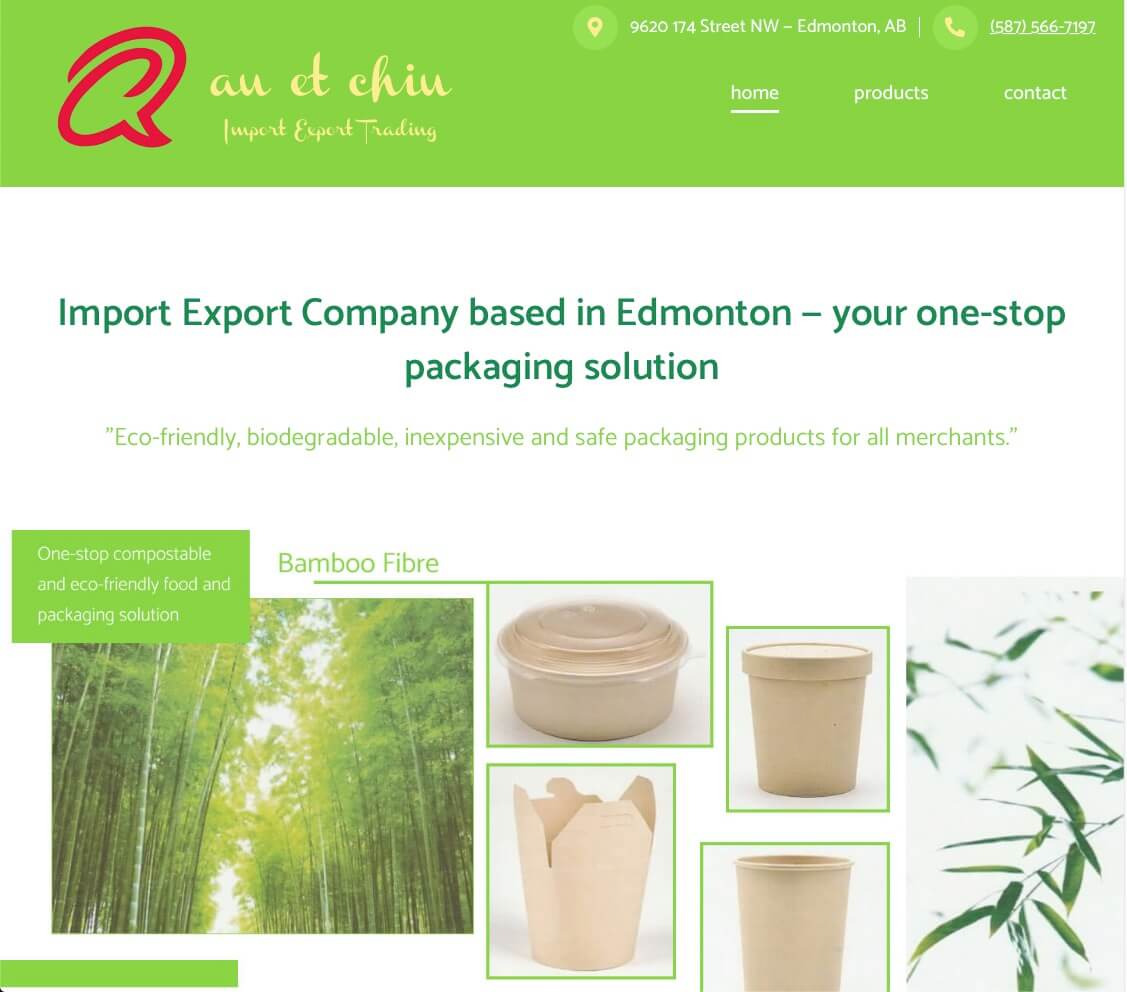 9620 174 Street NW – Edmonton, AB
(587) 566-7197
au et chiu
Import Export Trading
home
products
contact
Import Export Company based in Edmonton – your one-stop
packaging solution
”Eco-friendly, biodegradable, inexpensive and safe packaging products for all merchants.”
One-stop compostable
and eco-friendly food and
packaging solution
Bamboo Fibre